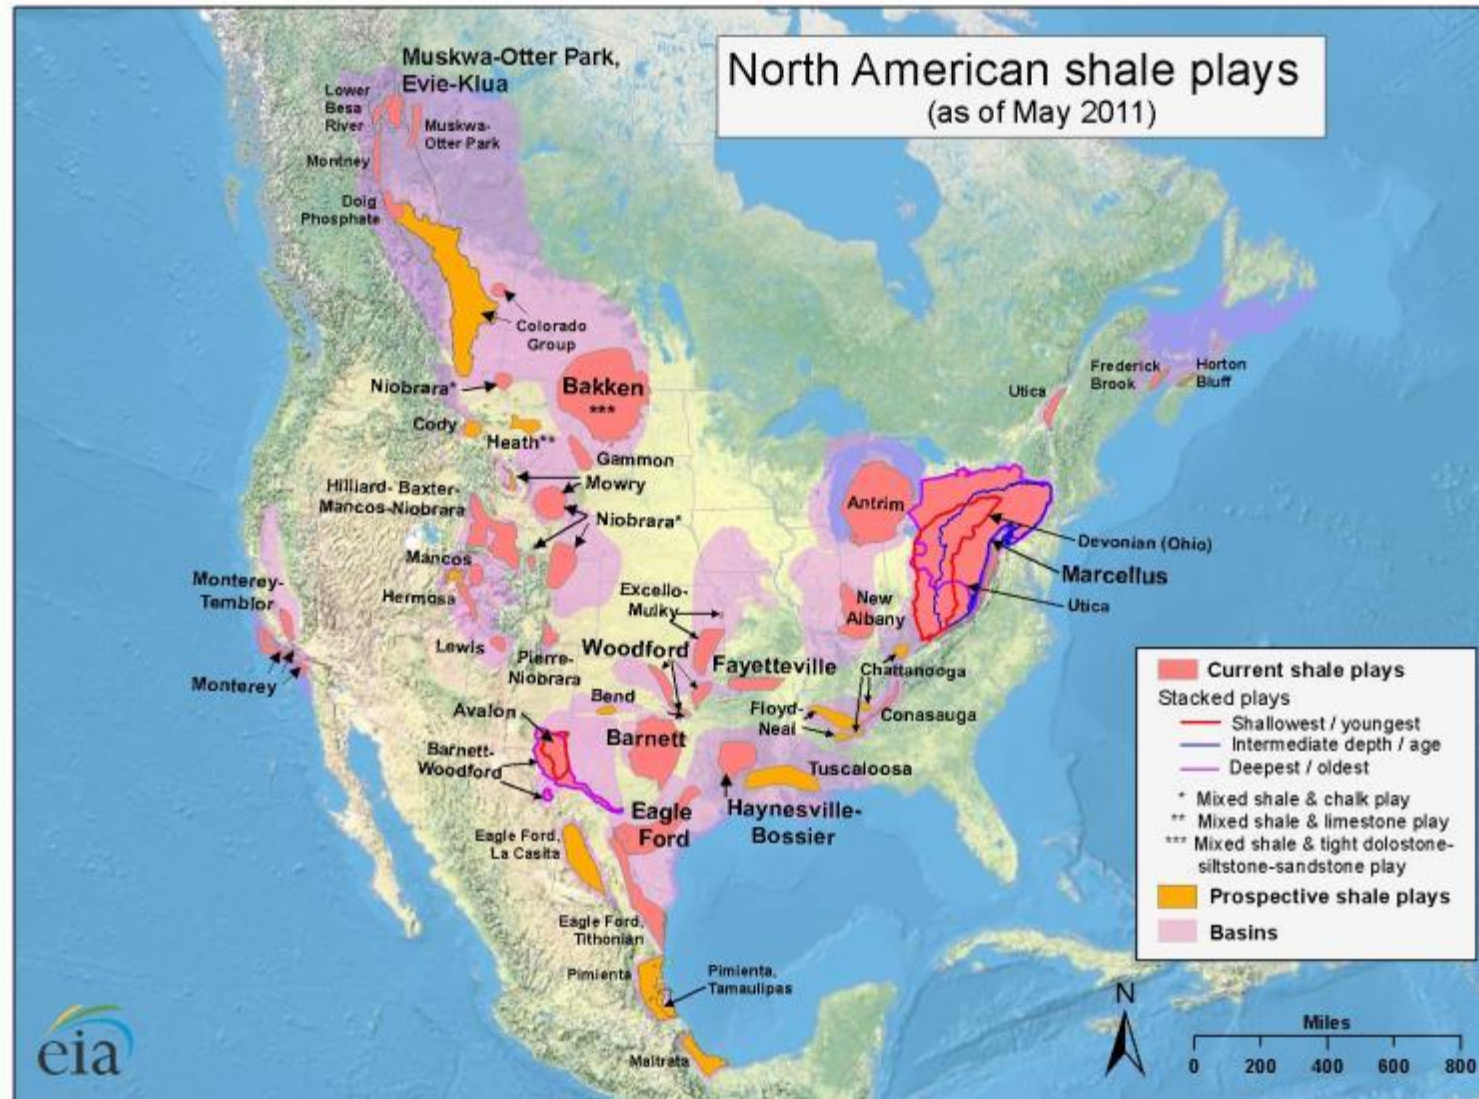 North American shale plays
(as of May 2011)
Muskwa-Otter Park,
Evie-Klua
Lower
Besa
River
Muskwa-
Otter Park
Montney
Doig
Phosphate
Colorado
Group
Niobrara*
Bakken
***
Cody
Heath**
Gammon
Mowry
Hilliard- Baxter-
Mancos-Niobrara
Niobrara*
Mancos
Hermosa
Monterey-
Temblor
Monterey
Lewis
Pierre-
Niobrara
Excello-
Mulky
Woodford
Fayetteville
Bend
Avalon
Barnett-
Woodford
Barnett
Eagle
Ford
Haynesville-
Bossier
Tuscaloosa
Floyd-
Neal
Chattanooga
Conasauga
New
Albany
Antrim
Devonian (Ohio)
Marcellus
Utica
Utica
Frederick
Brook
Horton
Bluff
Eagle Ford,
La Casita
Eagle Ford,
Tithonian
Pimienta
Pimienta,
Tamaulipas
Maltrata
Current shale plays
Stacked plays
Shallowest / youngest
Intermediate depth / age
Deepest / oldest
* Mixed shale & chalk play
** Mixed shale & limestone play
*** Mixed shale & tight dolostone-
siltstone-sandstone play
Prospective shale plays
Basins
N
Miles
0 200 400 600 800
eia